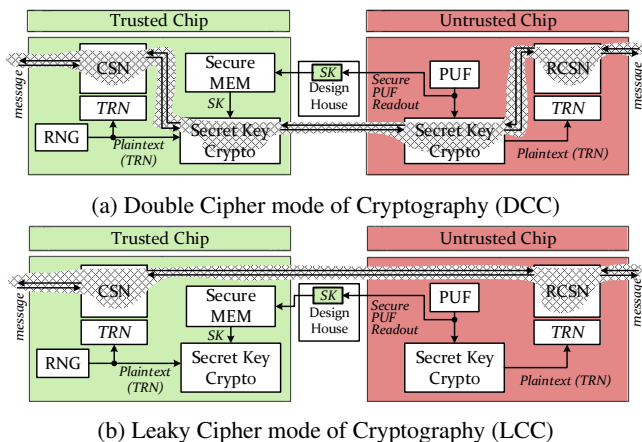 Trusted Chip
Untrusted Chip
message
CSN
TRN
RNG
Plaintext
(TRN)
Secure
MEM
SK
Secret Key
Crypto
SK
Design
House
Secure
PUF
Readout
PUF
Secret Key
Crypto
RCSN
TRN
Plaintext
(TRN)
message
(a) Double Cipher mode of Cryptography (DCC)
Trusted Chip
Untrusted Chip
message
CSN
TRN
RNG
Plaintext
(TRN)
Secure
MEM
SK
Secret Key
Crypto
SK
Design
House
Secure
PUF
Readout
PUF
Secret Key
Crypto
RCSN
TRN
Plaintext
(TRN)
message
(b) Leaky Cipher mode of Cryptography (LCC)